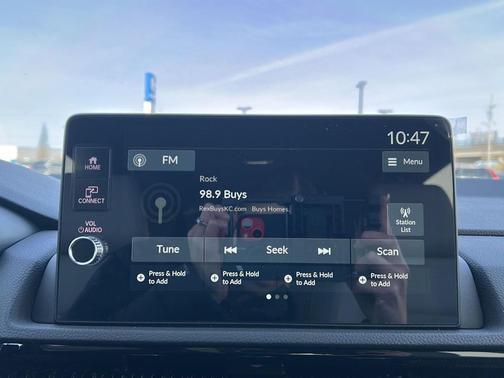 10:47
HOME
FM
Menu
Rock
98.9 Buys
RexBuysKC.com Buys Homes.
CONNECT
Station
List
VOL
AUDIO
Tune
Seek
Scan
Press & Hold
to Add
Press & Hold
to Add
Press & Hold
to Add
Press & Hold
to Add